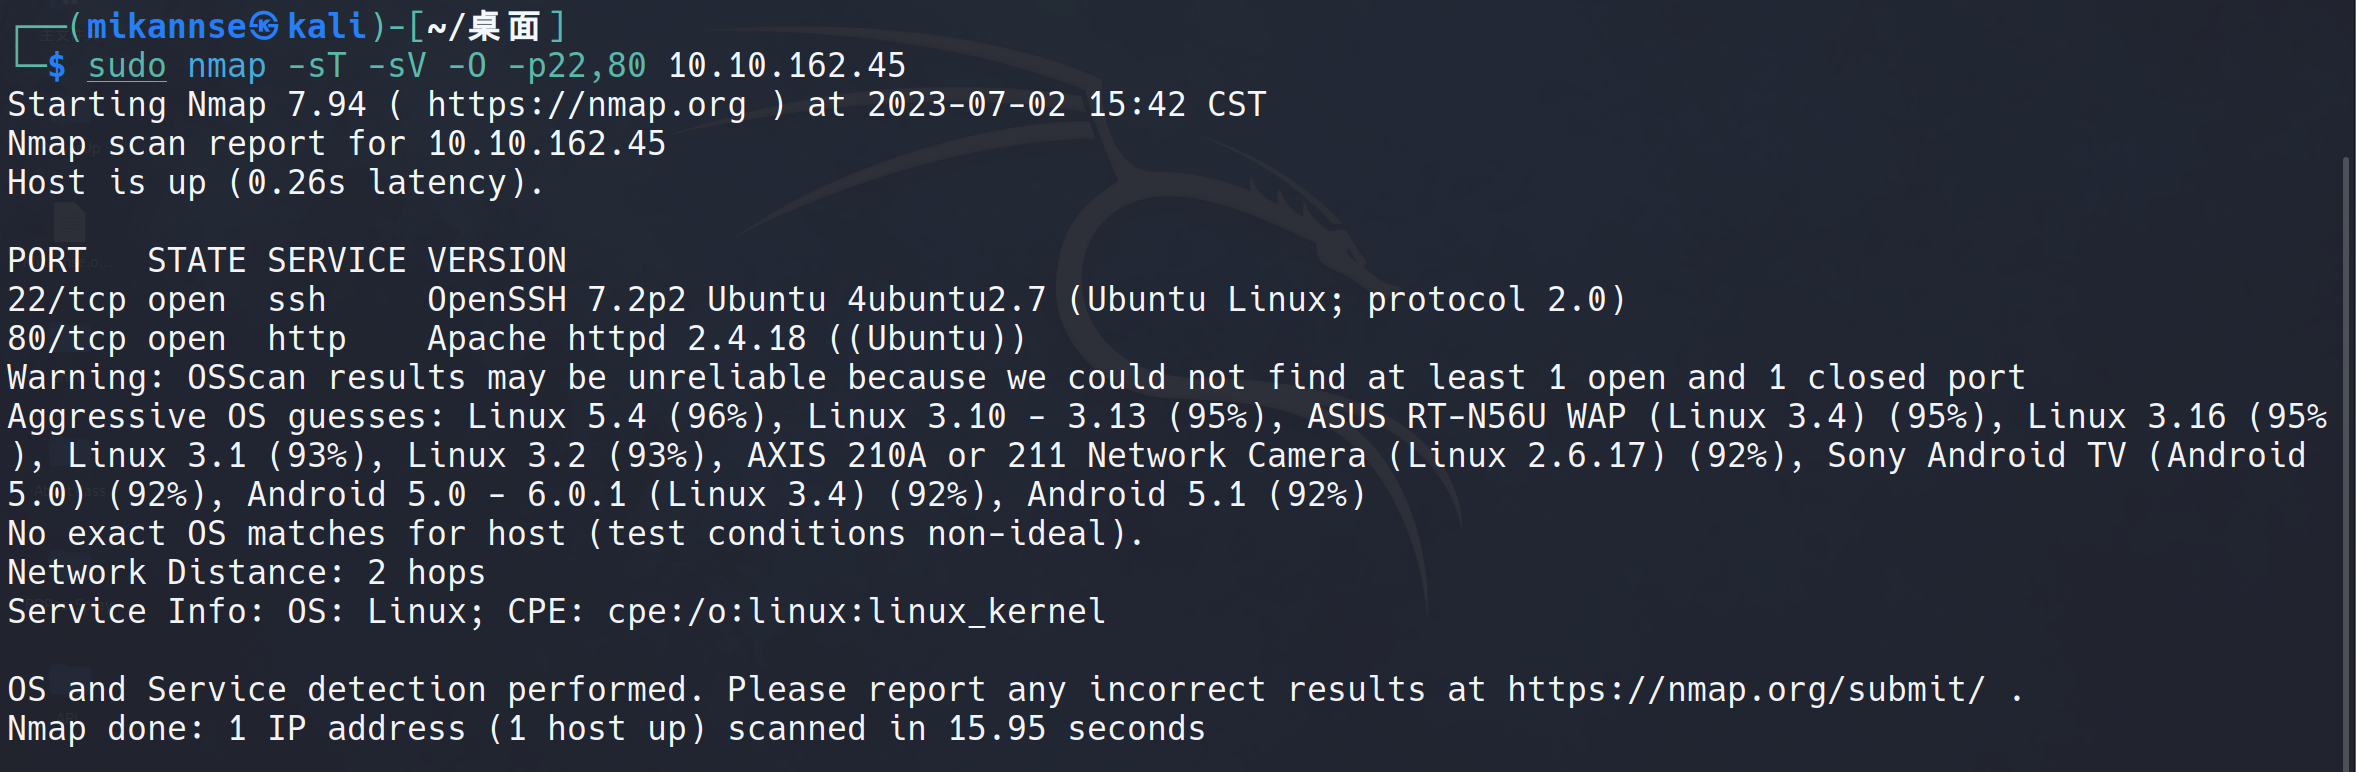 ┌──(mikannse㉿kali)-[~/桌面]
└─$ sudo nmap -sT -sV -O -p22,80 10.10.162.45
Starting Nmap 7.94 ( https://nmap.org ) at 2023-07-02 15:42 CST
Nmap scan report for 10.10.162.45
Host is up (0.26s latency).

PORT   STATE SERVICE VERSION
22/tcp open  ssh     OpenSSH 7.2p2 Ubuntu 4ubuntu2.7 (Ubuntu Linux; protocol 2.0)
80/tcp open  http    Apache httpd 2.4.18 ((Ubuntu))
Warning: OSScan results may be unreliable because we could not find at least 1 open and 1 closed port
Aggressive OS guesses: Linux 5.4 (96%), Linux 3.10 - 3.13 (95%), ASUS RT-N56U WAP (Linux 3.4) (95%), Linux 3.16 (95%
), Linux 3.1 (93%), Linux 3.2 (93%), AXIS 210A or 211 Network Camera (Linux 2.6.17) (92%), Sony Android TV (Android
5.0) (92%), Android 5.0 - 6.0.1 (Linux 3.4) (92%), Android 5.1 (92%)
No exact OS matches for host (test conditions non-ideal).
Network Distance: 2 hops
Service Info: OS: Linux; CPE: cpe:/o:linux:linux_kernel

OS and Service detection performed. Please report any incorrect results at https://nmap.org/submit/ .
Nmap done: 1 IP address (1 host up) scanned in 15.95 seconds